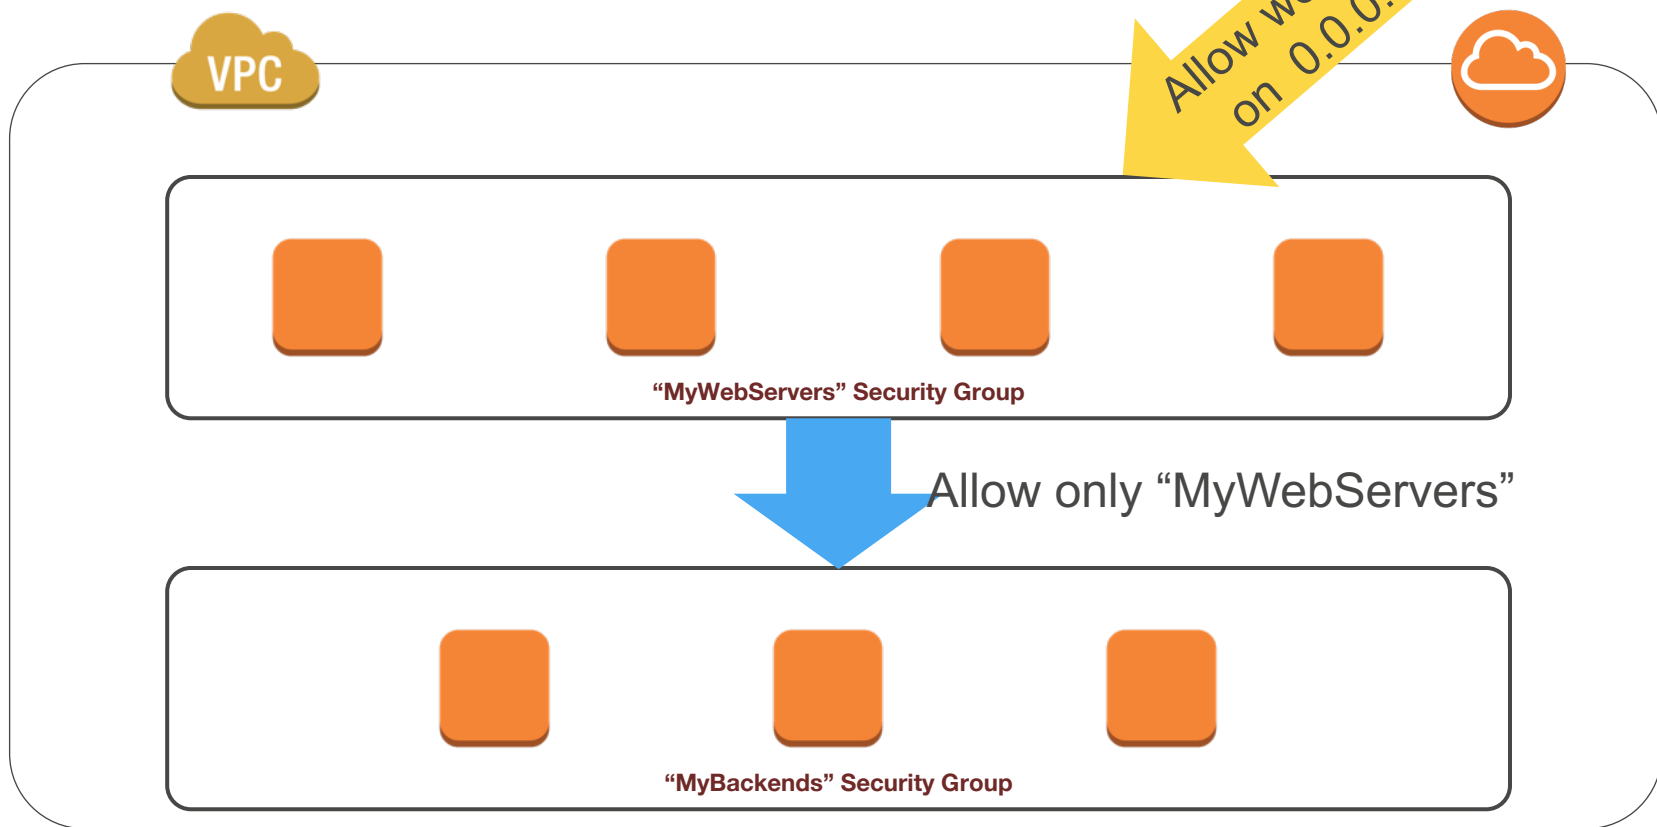 VPC
Allow
on 0.0.0.
“MyWebServers” Security Group
Allow only “MyWebServers”
“MyBackends” Security Group